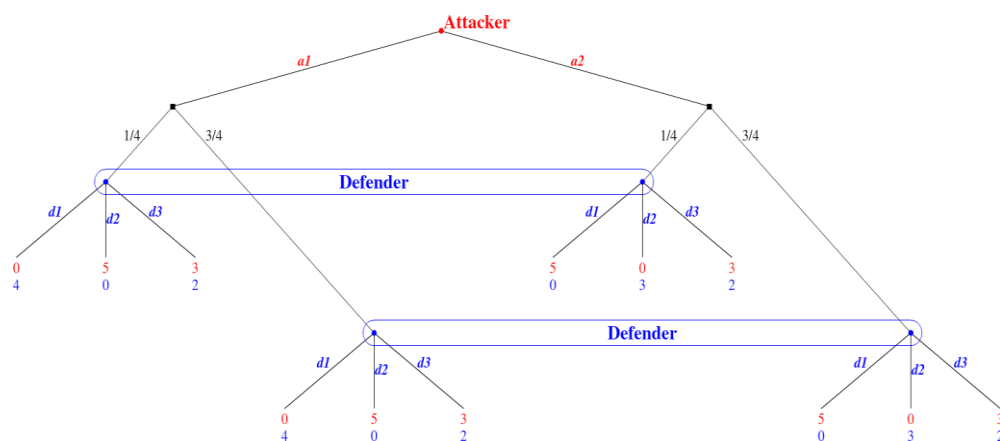 Attacker
a1 a2
1/4 3/4 1/4 3/4
Defender
d1 d2 d3 d1 d2 d3
0 5 3 5 0 3
4 0 2 0 3 2
Defender
d1 d2 d3 d1 d2 d3
0 5 3 5 0 3
4 0 2 0 3 2